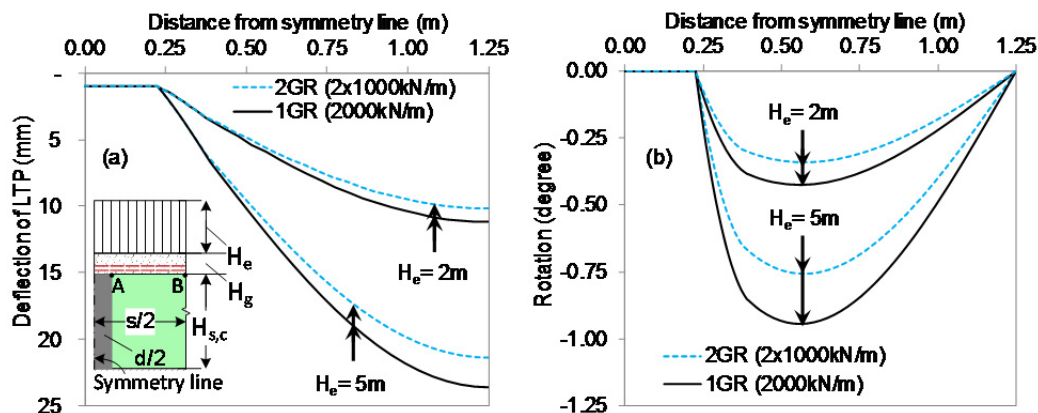 Distance from symmetry line (m)
0.00 0.25 0.50 0.75 1.00 1.25
Deflection of LTP (mm)
-
5
10
15
20
25
2GR (2x1000kN/m)
1GR (2000kN/m)
(a)
He = 2m
He = 5m
He
Hg
A B
s/2
Hs,c
d/2
Symmetry line
Distance from symmetry line (m)
0.00 0.25 0.50 0.75 1.00 1.25
Rotation (degree)
0.00
-0.25
-0.50
-0.75
-1.00
-1.25
He = 2m
(b)
He = 5m
2GR (2x1000kN/m)
1GR (2000kN/m)